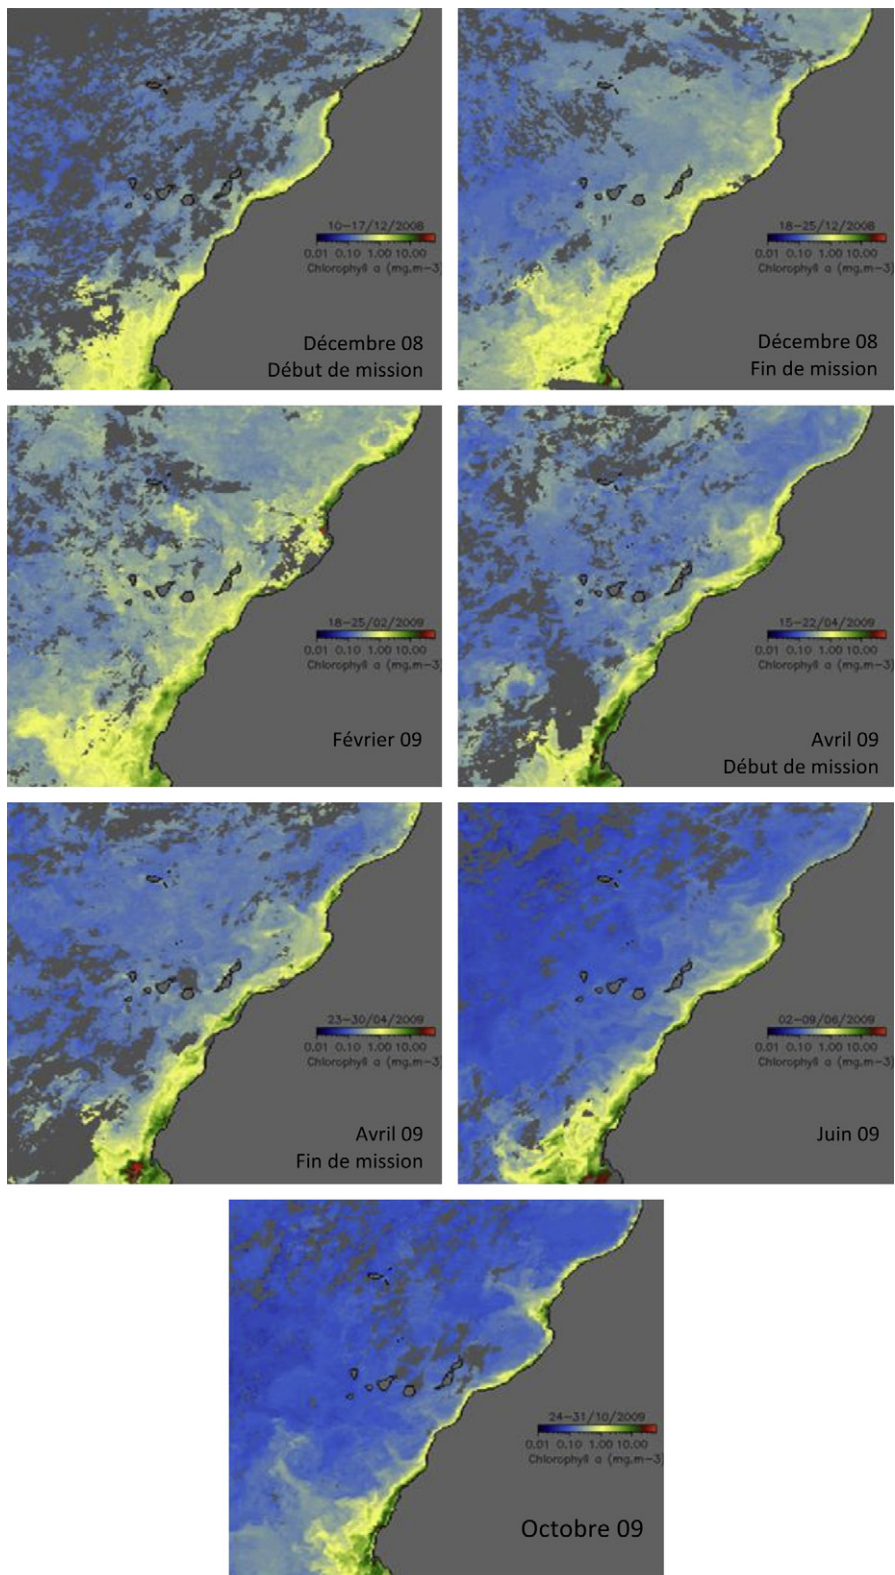 10-17/12/2008
0.01 0.10 1.00 10.00
Chlorophyll a (mg.m-3)
Décembre 08
Début de mission
18-25/12/2008
0.01 0.10 1.00 10.00
Chlorophyll a (mg.m-3)
Décembre 08
Fin de mission
18-25/02/2009
0.01 0.10 1.00 10.00
Chlorophyll a (mg.m-3)
Février 09
15-22/04/2009
0.01 0.10 1.00 10.00
Chlorophyll a (mg.m-3)
Avril 09
Début de mission
23-30/04/2009
0.01 0.10 1.00 10.00
Chlorophyll a (mg.m-3)
Avril 09
Fin de mission
02-09/06/2009
0.01 0.10 1.00 10.00
Chlorophyll a (mg.m-3)
Juin 09
24-31/10/2009
0.01 0.10 1.00 10.00
Chlorophyll a (mg.m-3)
Octobre 09